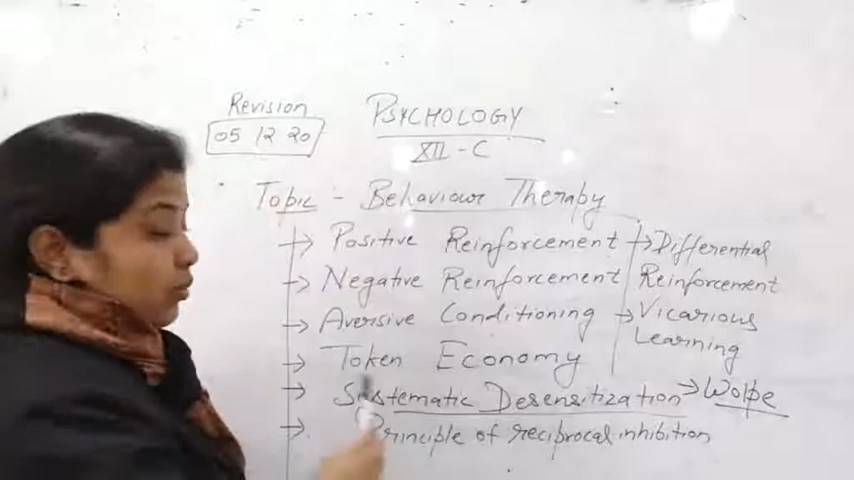 Revision
05 12 20
PSYCHOLOGY
XII - C
Topic - Behaviour Therapy
→ Positive Reinforcement
→ Negative Reinforcement
→ Aversive Conditioning
→ Token Economy
→ Systematic Desensitization → Wolpe
→ Principle of reciprocal inhibition
→ Differential
Reinforcement
→ Vicarious
Learning